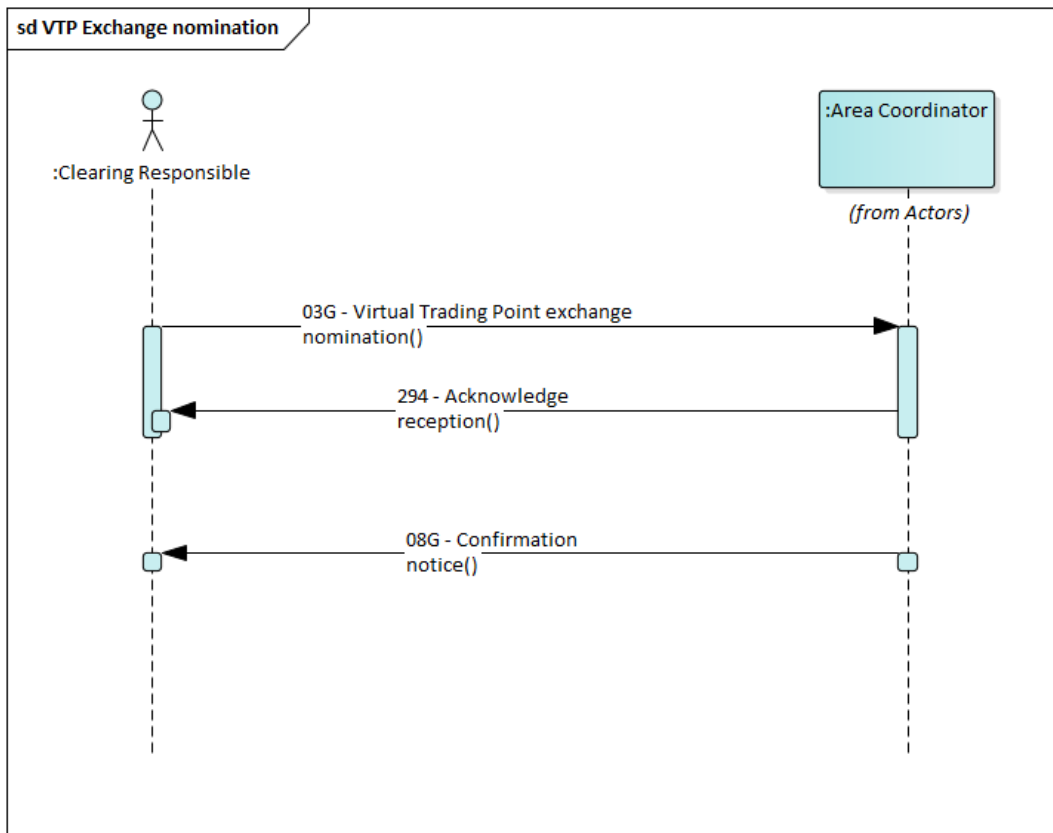 sd VTP Exchange nomination
:Clearing Responsible
:Area Coordinator
(from Actors)
03G - Virtual Trading Point exchange
nomination()
294 - Acknowledge
reception()
08G - Confirmation
notice()